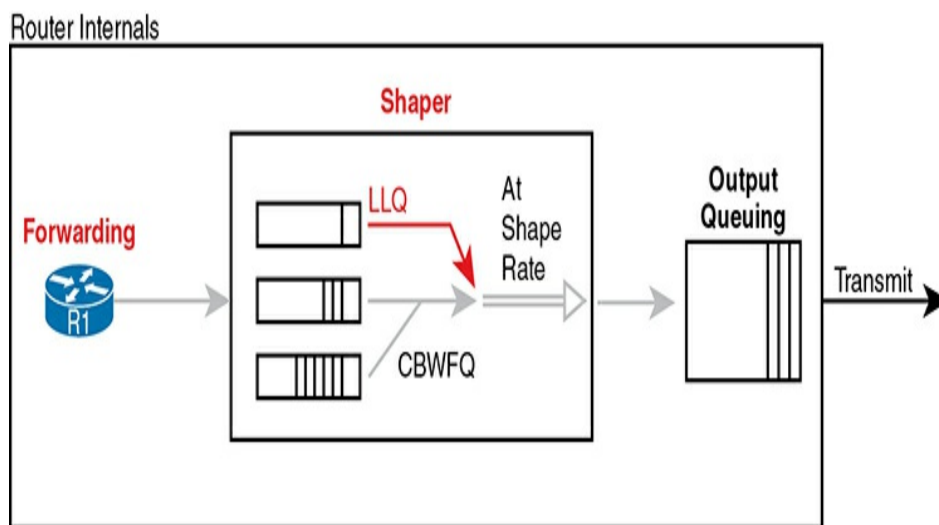 Router Internals
Shaper
Forwarding
R1
LLQ
CBWFQ
At
Shape
Rate
Output
Queuing
Transmit